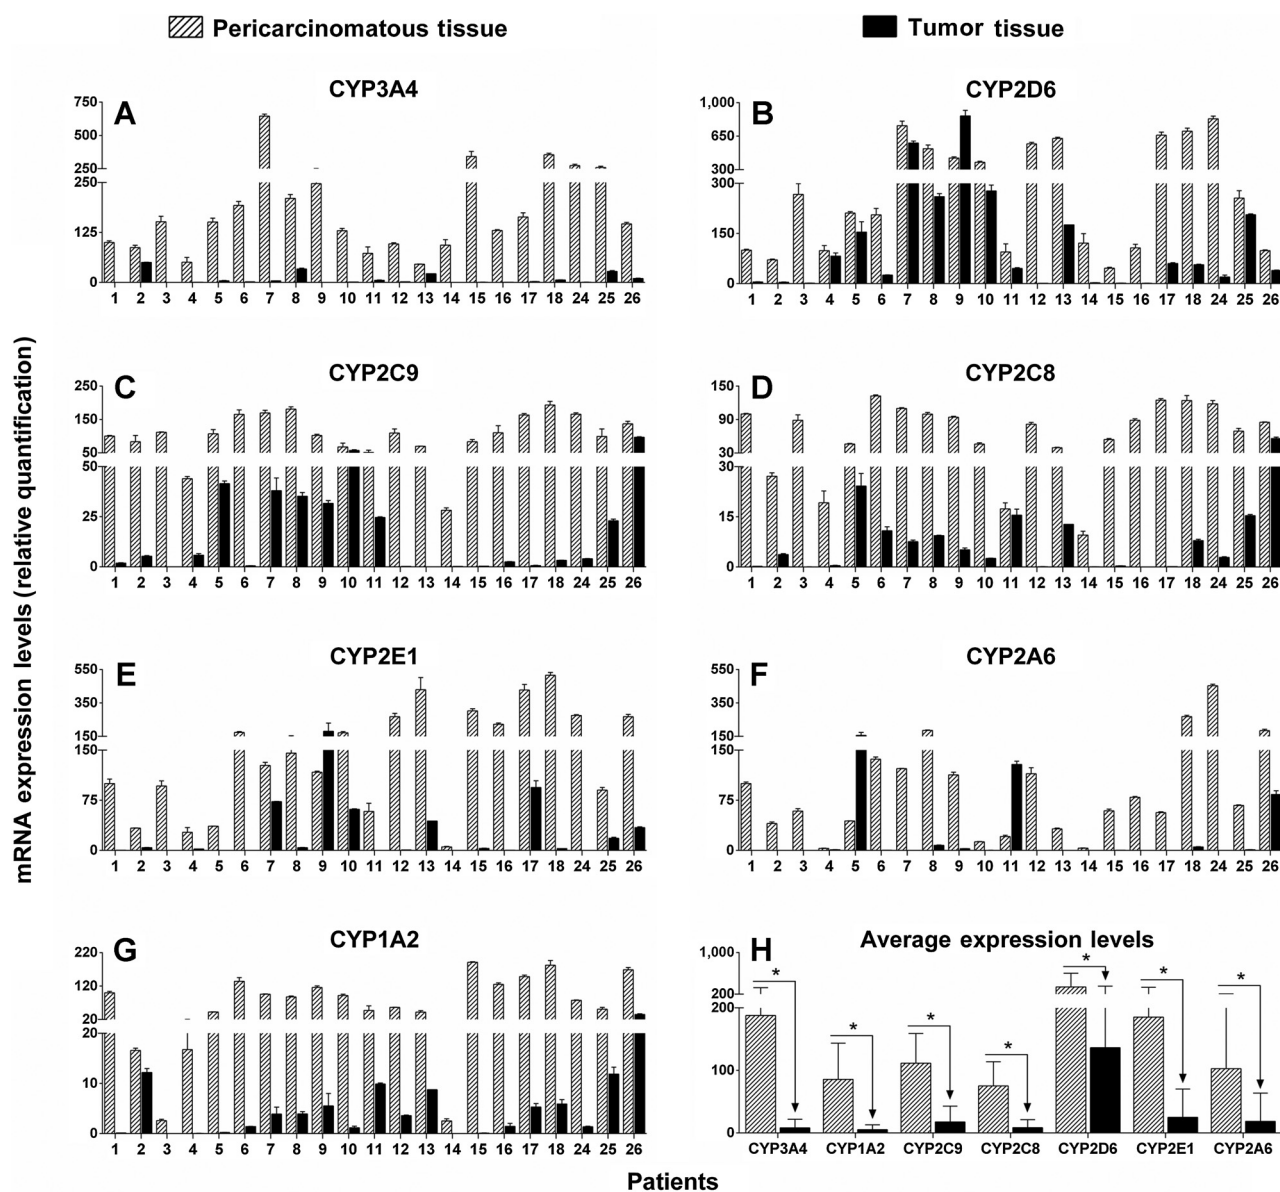 Pericarcinomatous tissue
Tumor tissue
mRNA expression levels (relative quantification)
A
CYP3A4
750
500
250
250
125
0
1 2 3 4 5 6 7 8 9 10 11 12 13 14 15 16 17 18 24 25 26
B
CYP2D6
1,000
650
300
300
150
0
1 2 3 4 5 6 7 8 9 10 11 12 13 14 15 16 17 18 24 25 26
C
CYP2C9
250
150
50
50
25
0
1 2 3 4 5 6 7 8 9 10 11 12 13 14 15 16 17 18 24 25 26
D
CYP2C8
150
90
30
30
15
0
1 2 3 4 5 6 7 8 9 10 11 12 13 14 15 16 17 18 24 25 26
E
CYP2E1
550
350
150
150
75
0
1 2 3 4 5 6 7 8 9 10 11 12 13 14 15 16 17 18 24 25 26
F
CYP2A6
550
350
150
150
75
0
1 2 3 4 5 6 7 8 9 10 11 12 13 14 15 16 17 18 24 25 26
G
CYP1A2
220
120
20
20
10
0
1 2 3 4 5 6 7 8 9 10 11 12 13 14 15 16 17 18 24 25 26
H
Average expression levels
1,000
200
200
100
0
* * * * * * *
CYP3A4 CYP1A2 CYP2C9 CYP2C8 CYP2D6 CYP2E1 CYP2A6
Patients